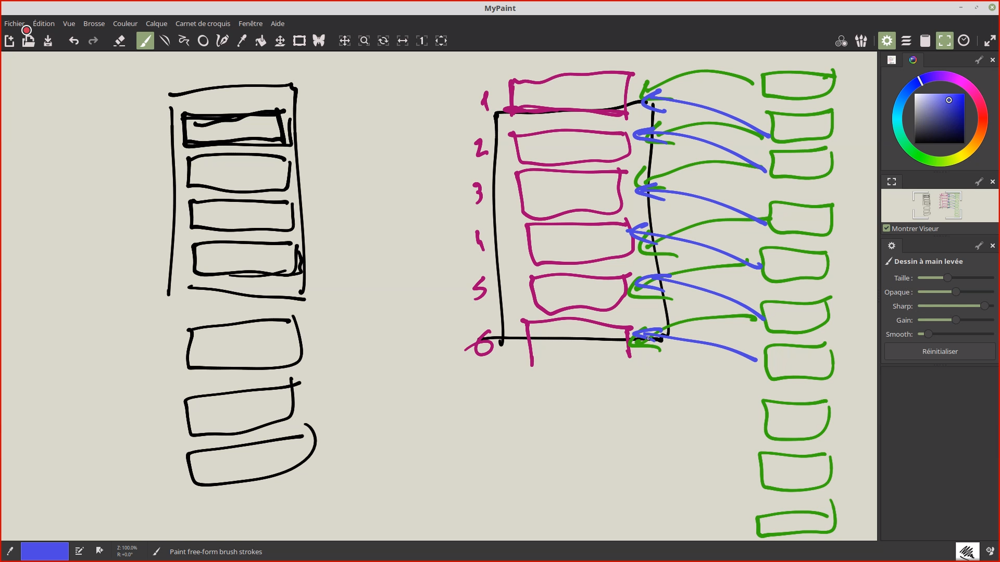 MyPaint
Fichier Édition Vue Brosse Couleur Calque Carnet de croquis Fenêtre Aide
1
2
3
4
5
6
Montrer Viseur
Dessin à main levée
Taille :
Opaque :
Sharp:
Gain:
Smooth:
Réinitialiser
Z: 100.0%
R: +0.0°
Paint free-form brush strokes